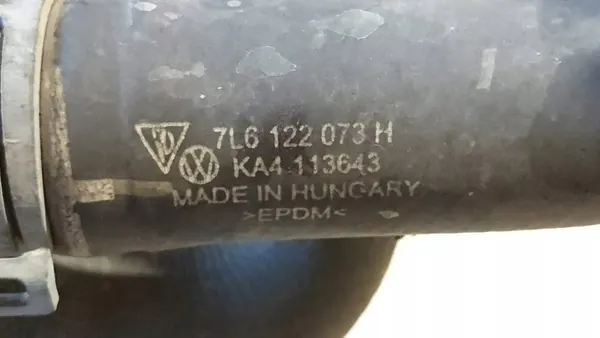 7L6 122 073 H
KA4 113643
MADE IN HUNGARY
>EPDM<